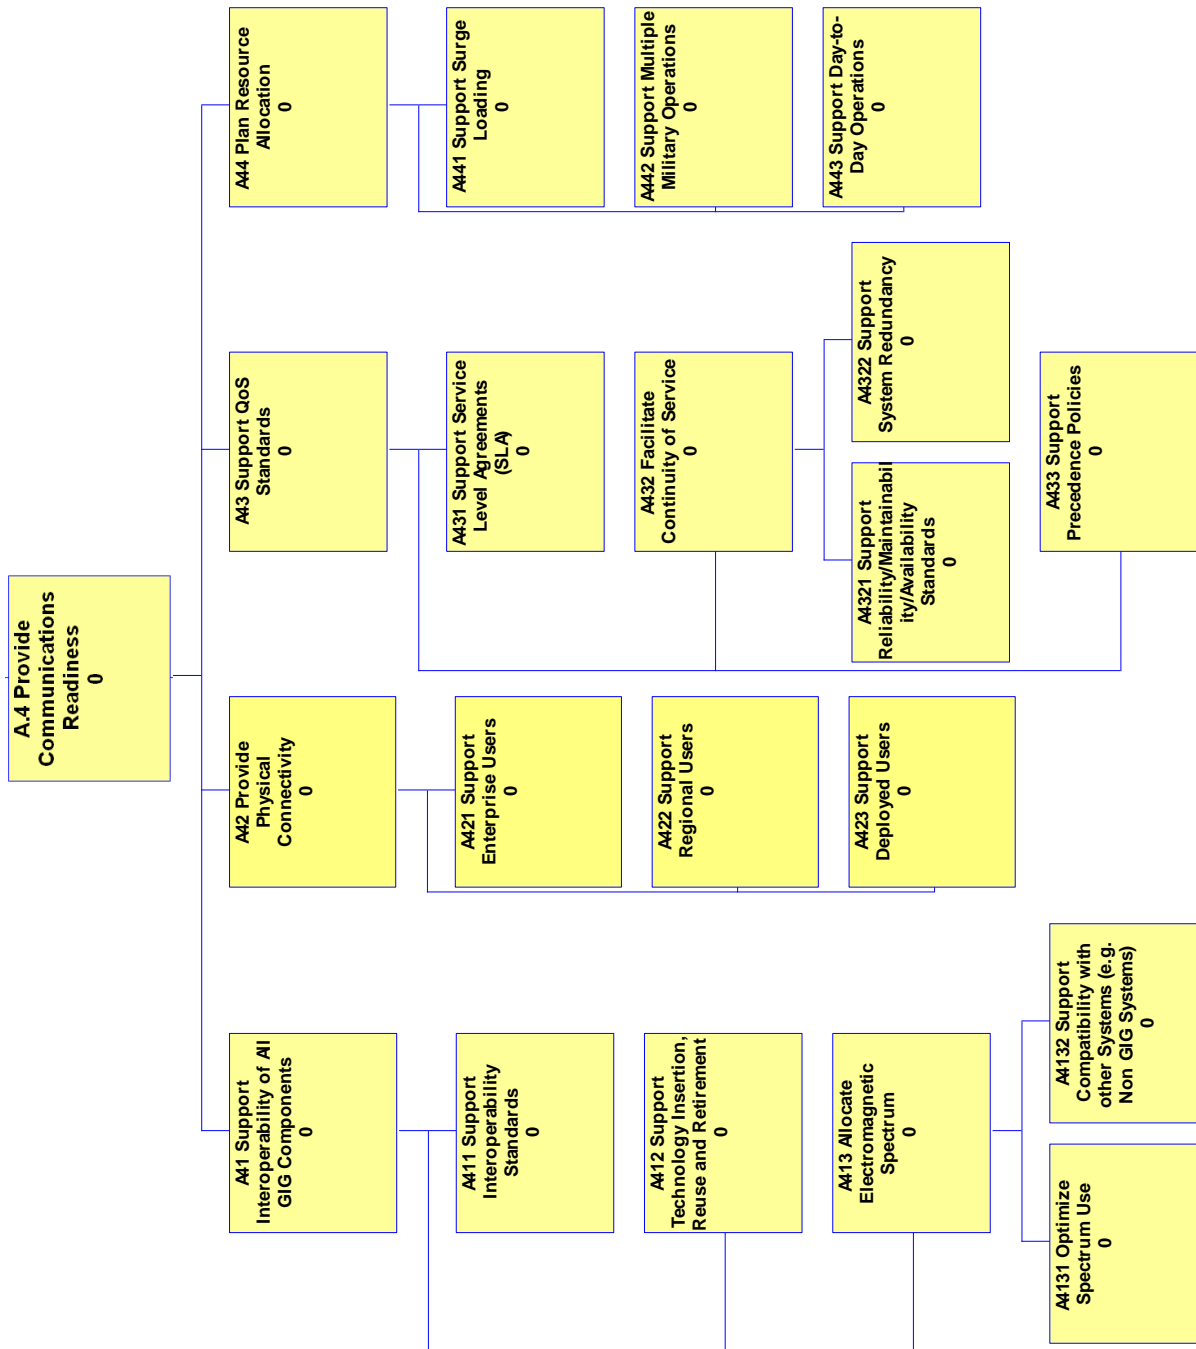 A.4 Provide
Communications
Readiness
0
A41 Support
Interoperability of All
GIG Components
0
A42 Provide
Physical
Connectivity
0
A43 Support QoS
Standards
0
A44 Plan Resource
Allocation
0
A411 Support
Interoperability
Standards
0
A421 Support
Enterprise Users
0
A431 Support Service
Level Agreements
(SLA)
0
A441 Support Surge
Loading
0
A412 Support
Technology Insertion,
Reuse and Retirement
0
A422 Support
Regional Users
0
A432 Facilitate
Continuity of Service
0
A442 Support Multiple
Military Operations
0
A413 Allocate
Electromagnetic
Spectrum
0
A423 Support
Deployed Users
0
A4321 Support
Reliability/Maintainabil
ity/Availability
Standards
0
A4322 Support
System Redundancy
0
A443 Support Day-to-
Day Operations
0
A4131 Optimize
Spectrum Use
0
A4132 Support
Compatibility with
other Systems (e.g.
Non GIG Systems)
0
A433 Support
Precedence Policies
0